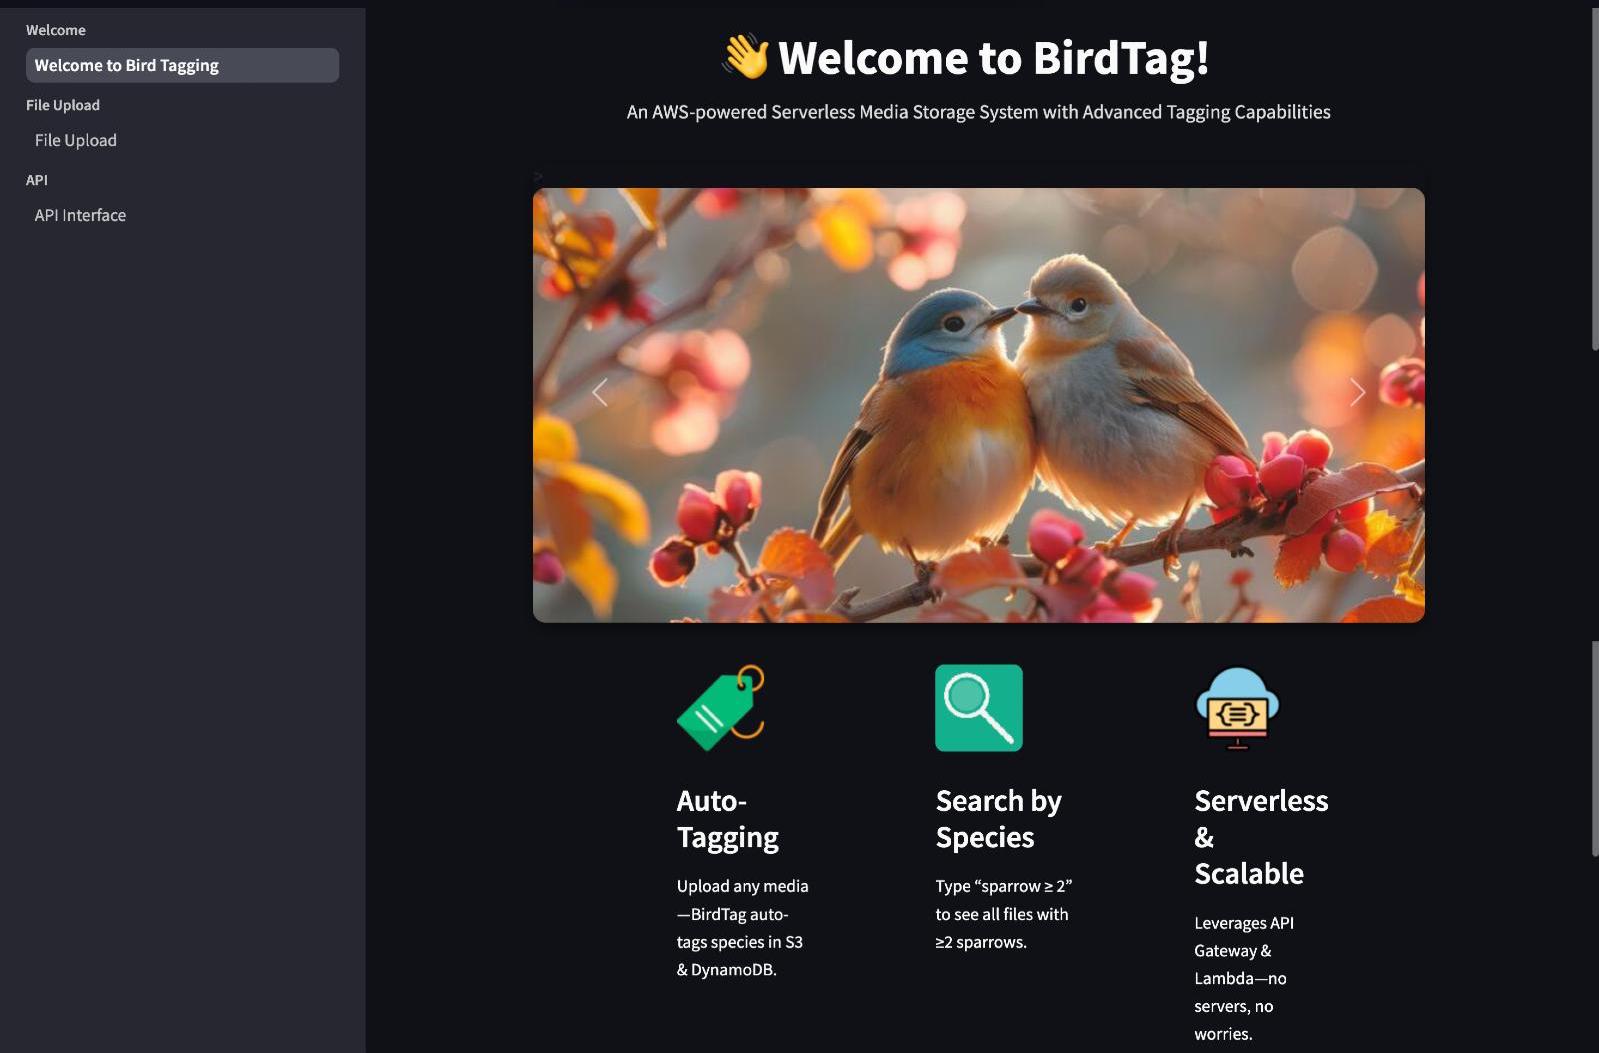 Welcome
Welcome to Bird Tagging
File Upload
File Upload
API
API Interface
👋 Welcome to BirdTag!
An AWS-powered Serverless Media Storage System with Advanced Tagging Capabilities
>
Auto-
Tagging
Upload any media
—BirdTag auto-
tags species in S3
& DynamoDB.
Search by
Species
Type “sparrow ≥ 2”
to see all files with
≥2 sparrows.
Serverless
&
Scalable
Leverages API
Gateway &
Lambda—no
servers, no
worries.